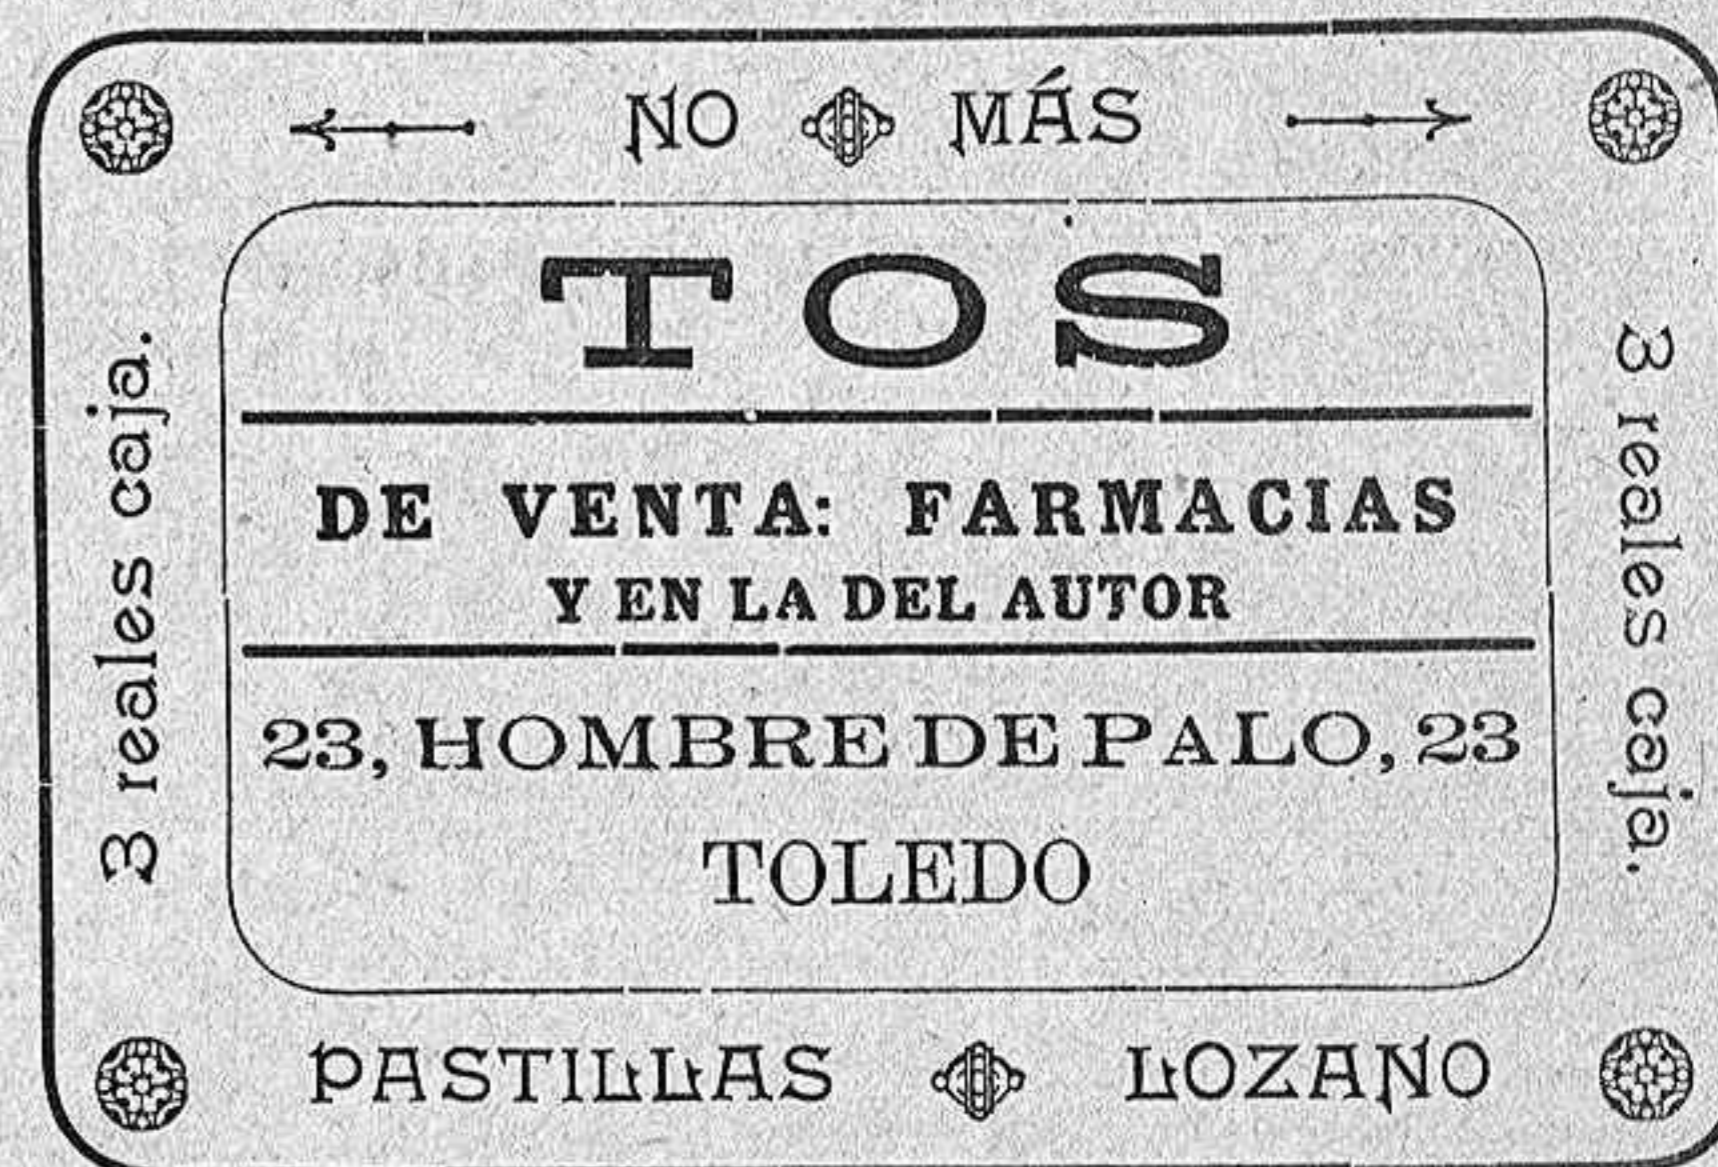 NO MÁS
3 reales caja.
TOS
DE VENTA: FARMACIAS
Y EN LA DEL AUTOR
23, HOMBRE DE PALO, 23
TOLEDO
3 reales caja.
PASTILLAS LOZANO